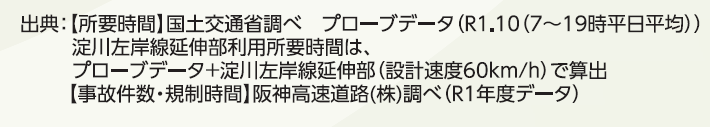 出典：【所要時間】国土交通省調べ　プローブデータ（R1.10（7～19時平日平均））
淀川左岸線延伸部利用所要時間は、
プローブデータ+淀川左岸線延伸部（設計速度60km/h）で算出
【事故件数・規制時間】阪神高速道路(株)調べ（R1年度データ）